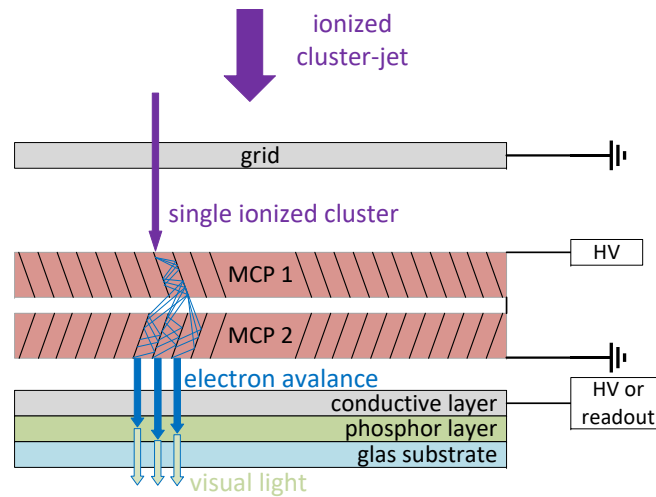 ionized
cluster-jet
grid
single ionized cluster
HV
MCP 1
MCP 2
electron avalance
HV or
readout
conductive layer
phosphor layer
glas substrate
visual light